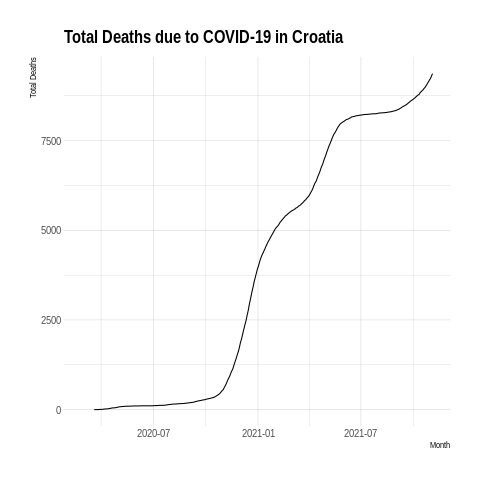 Total Deaths due to COVID-19 in Croatia
Total Deaths
7500
5000
2500
0
2020-07
2021-01
2021-07
Month